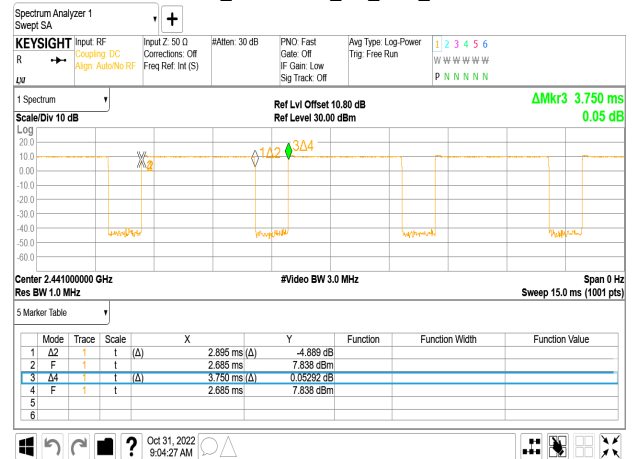 Spectrum Analyzer 1
Swept SA
+
KEYSIGHT Input: RF Input Z: 50 Ω #Atten: 30 dB PNO: Fast Avg Type: Log-Power 1 2 3 4 5 6
R Coupling: DC Corrections: Off Gate: Off Trig: Free Run W W W W W W
Align: Auto/No RF Freq Ref: Int (S) IF Gain: Low
LXI Sig Track: Off P N N N N N
1 Spectrum Ref Lvl Offset 10.80 dB ΔMkr3 3.750 ms
Scale/Div 10 dB Ref Level 30.00 dBm 0.05 dB
Log
20.0
10.0
0.00
-10.0
-20.0
-30.0
-40.0
-50.0
-60.0
1Δ2 3Δ4
Center 2.441000000 GHz #Video BW 3.0 MHz Span 0 Hz
Res BW 1.0 MHz Sweep 15.0 ms (1001 pts)
5 Marker Table
Mode Trace Scale X Y Function Function Width Function Value
1 Δ2 1 t (Δ) 2.895 ms (Δ) -4.889 dB
2 F 1 t 2.685 ms 7.838 dBm
3 Δ4 1 t (Δ) 3.750 ms (Δ) 0.05292 dB
4 F 1 t 2.685 ms 7.838 dBm
5
6
? Oct 31, 2022
9:04:27 AM